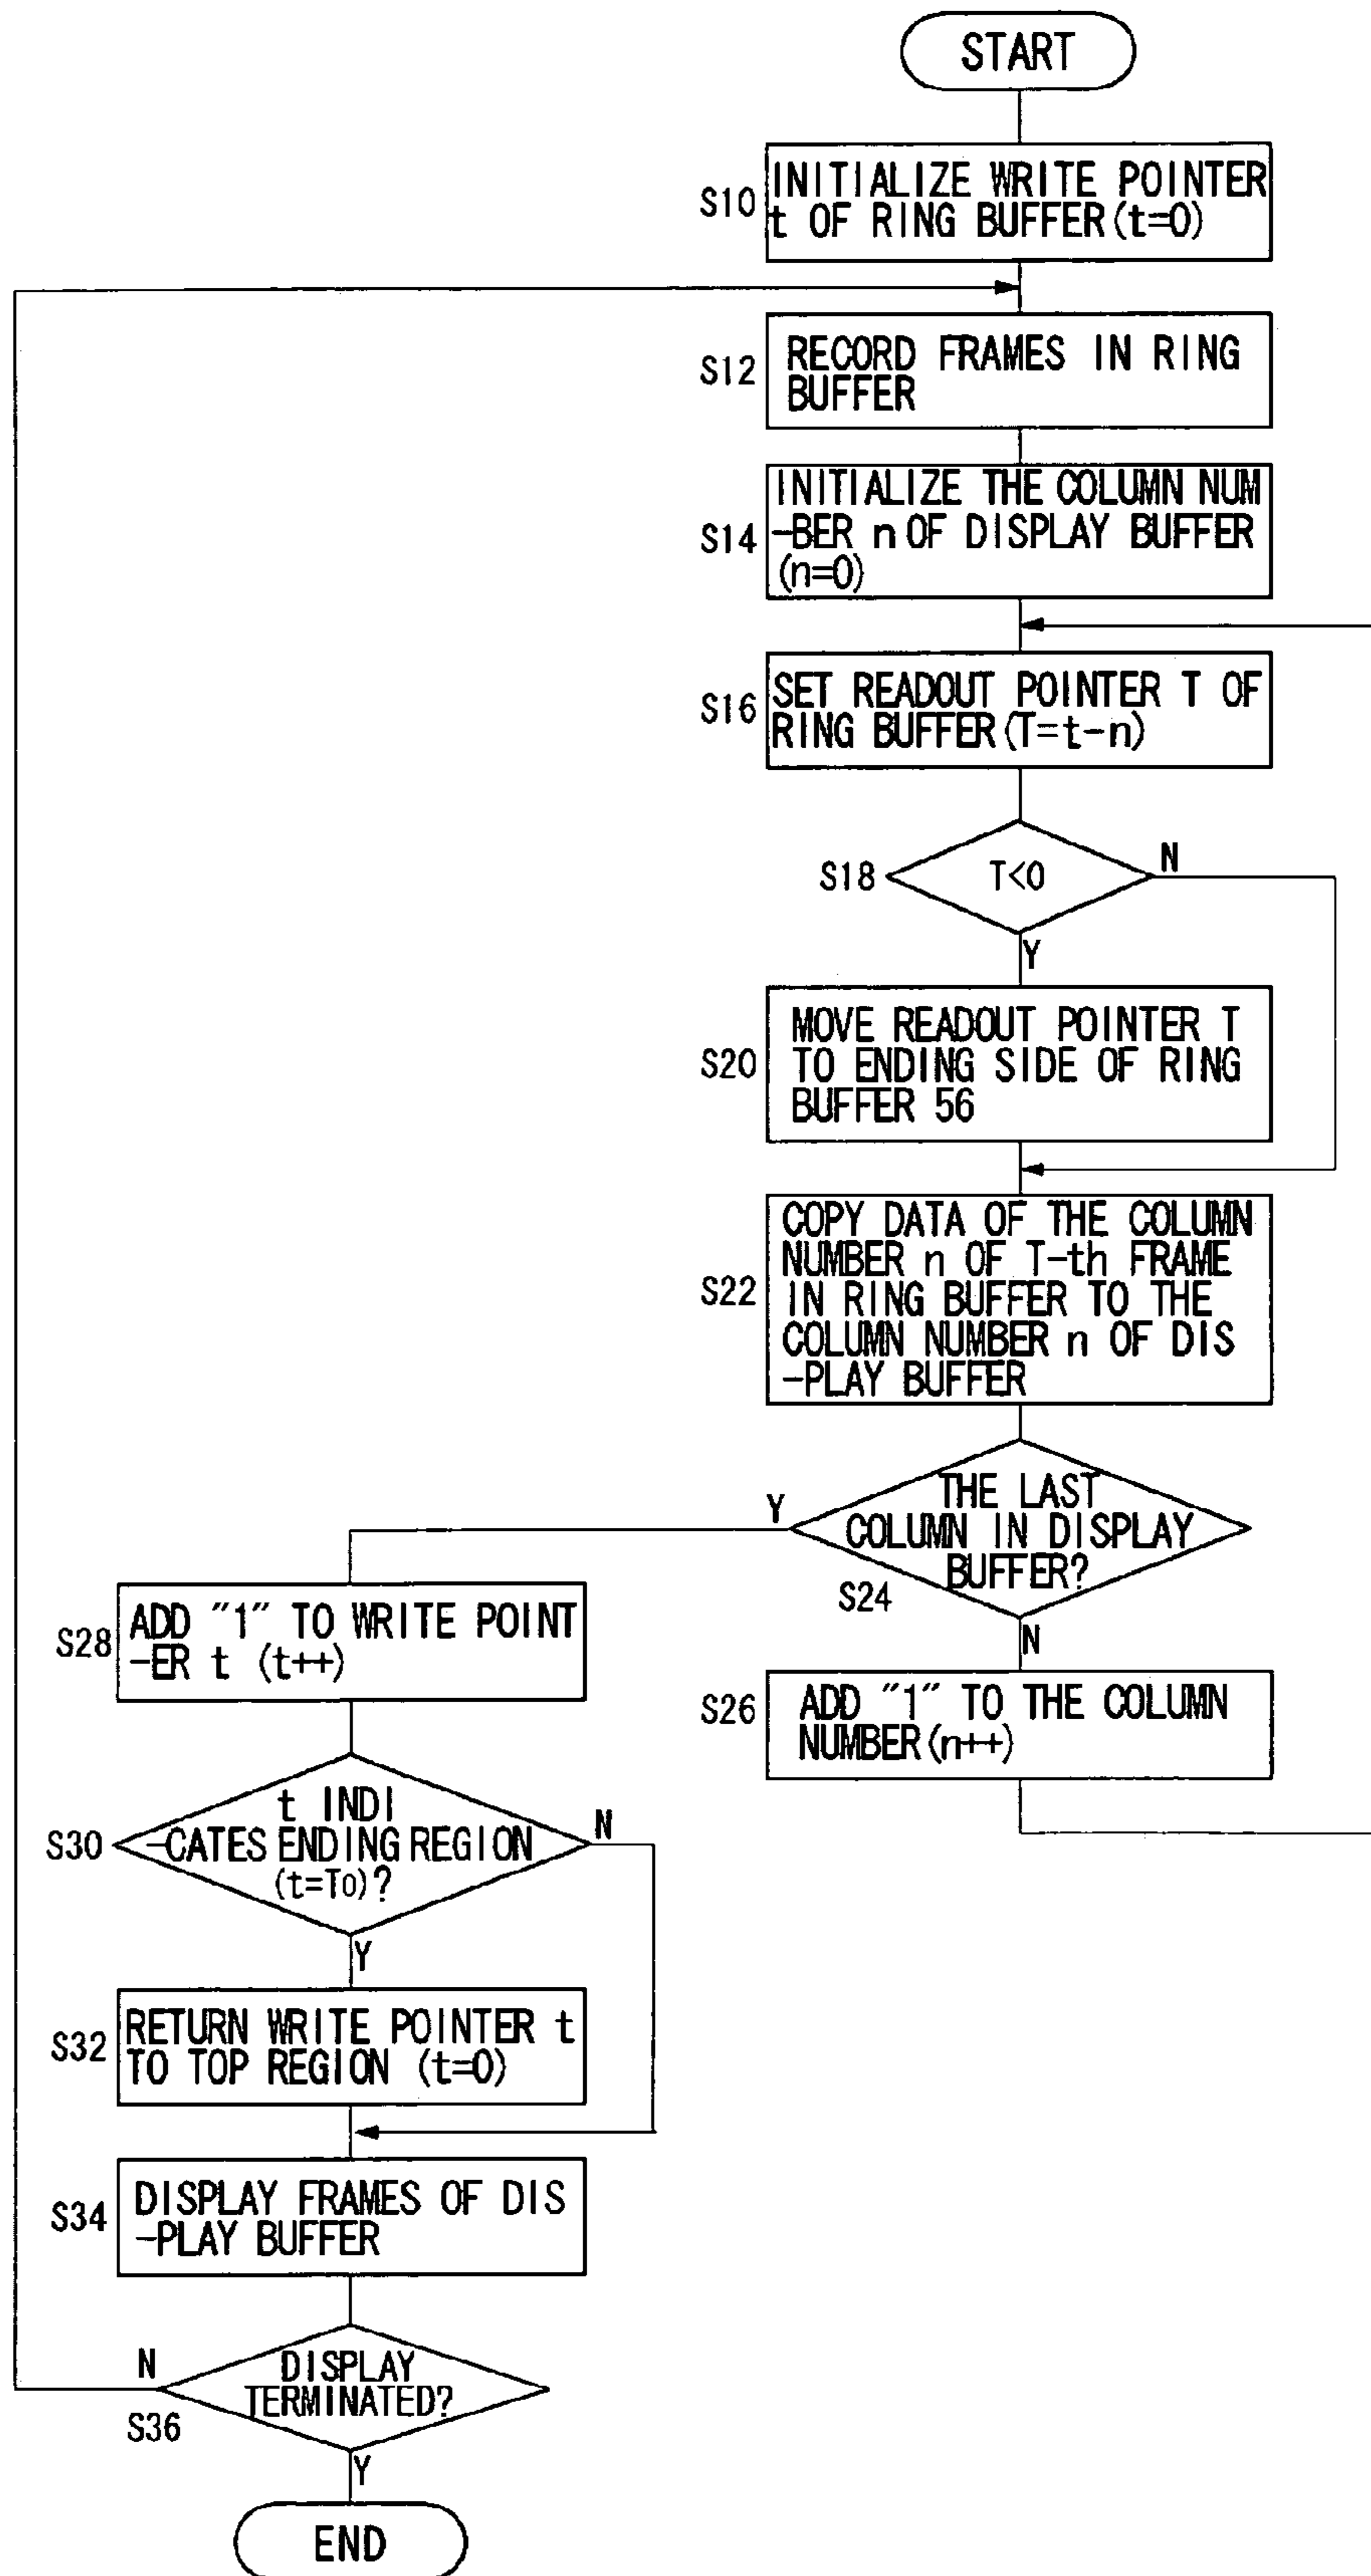 START
S10
INITIALIZE WRITE POINTER
t OF RING BUFFER(t=0)
S12
RECORD FRAMES IN RING
BUFFER
S14
INITIALIZE THE COLUMN NUM
-BER n OF DISPLAY BUFFER
(n=0)
S16
SET READOUT POINTER T OF
RING BUFFER(T=t-n)
S18
T<0
N
Y
S20
MOVE READOUT POINTER T
TO ENDING SIDE OF RING
BUFFER 56
S22
COPY DATA OF THE COLUMN
NUMBER n OF T-th FRAME
IN RING BUFFER TO THE
COLUMN NUMBER n OF DIS
-PLAY BUFFER
Y
THE LAST
COLUMN IN DISPLAY
BUFFER?
S24
N
S26
ADD "1" TO THE COLUMN
NUMBER(n++)
S28
ADD "1" TO WRITE POINT
-ER t (t++)
S30
t INDI
-CATES ENDING REGION
(t=T0)?
N
Y
S32
RETURN WRITE POINTER t
TO TOP REGION (t=0)
S34
DISPLAY FRAMES OF DIS
-PLAY BUFFER
N
DISPLAY
TERMINATED?
S36
Y
END